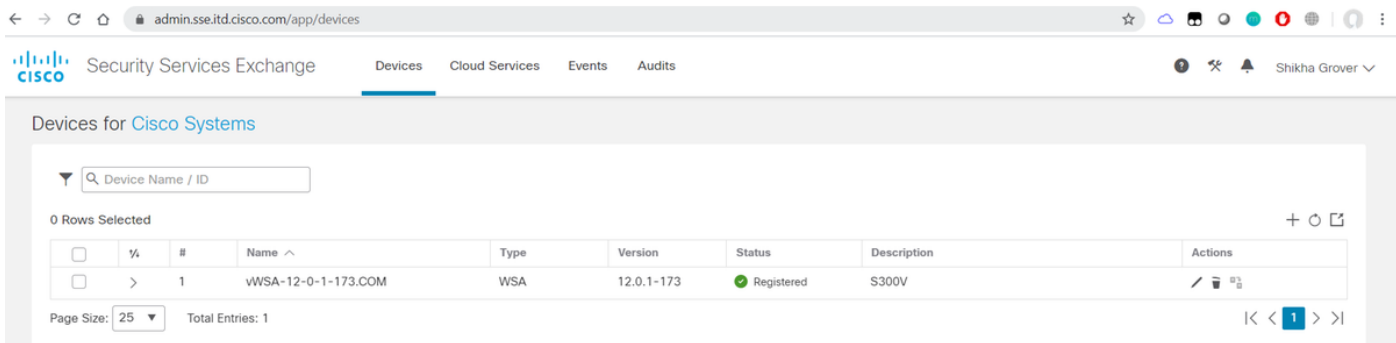 admin.sse.itd.cisco.com/app/devices
CISCO Security Services Exchange Devices Cloud Services Events Audits Shikha Grover
Devices for Cisco Systems
Device Name / ID
0 Rows Selected
# Name Type Version Status Description Actions
1 vWSA-12-0-1-173.COM WSA 12.0.1-173 Registered S300V
Page Size: 25 Total Entries: 1 1